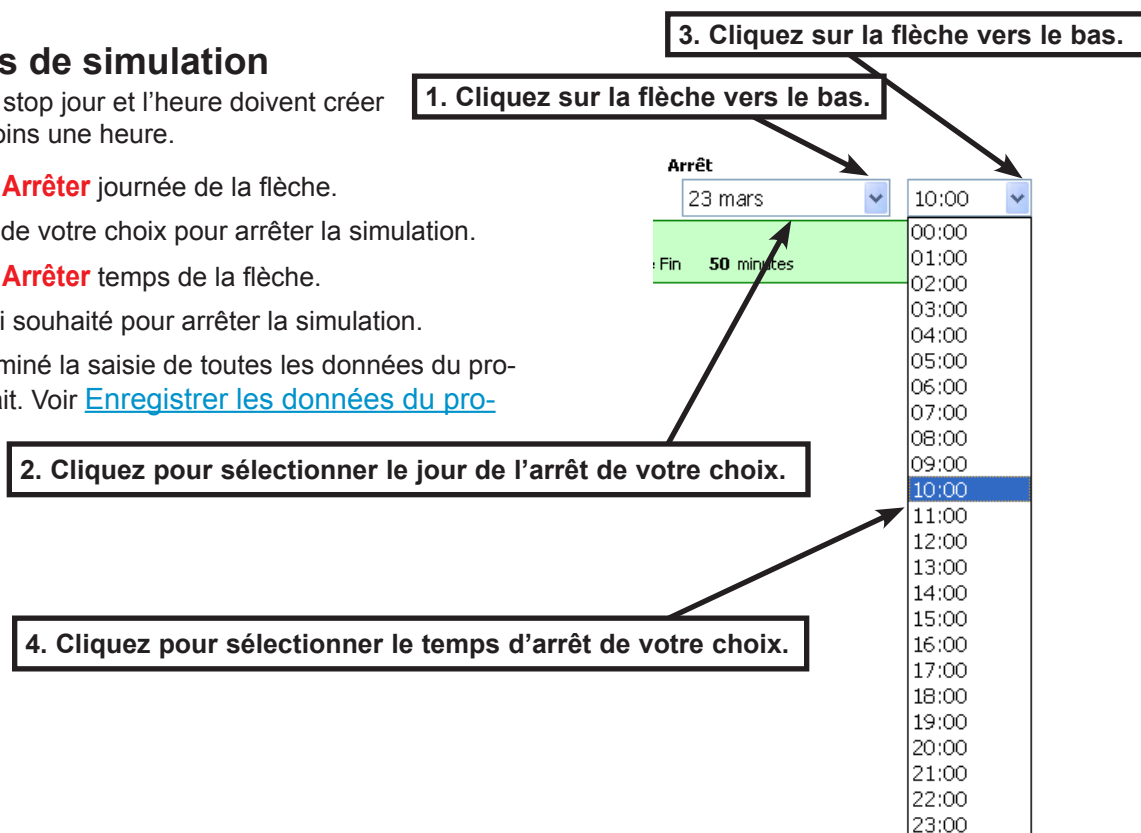 3. Cliquez sur la flèche vers le bas.
s de simulation
stop jour et l'heure doivent créer
oins une heure.
1. Cliquez sur la flèche vers le bas.
Arrêter journée de la flèche.
de votre choix pour arrêter la simulation.
Arrêter temps de la flèche.
i souhaité pour arrêter la simulation.
miné la saisie de toutes les données du pro-
ait. Voir Enregistrer les données du pro-
Arrêt
23 mars
10:00
Fin 50 minutes
2. Cliquez pour sélectionner le jour de l'arrêt de votre choix.
4. Cliquez pour sélectionner le temps d'arrêt de votre choix.
00:00
01:00
02:00
03:00
04:00
05:00
06:00
07:00
08:00
09:00
10:00
11:00
12:00
13:00
14:00
15:00
16:00
17:00
18:00
19:00
20:00
21:00
22:00
23:00